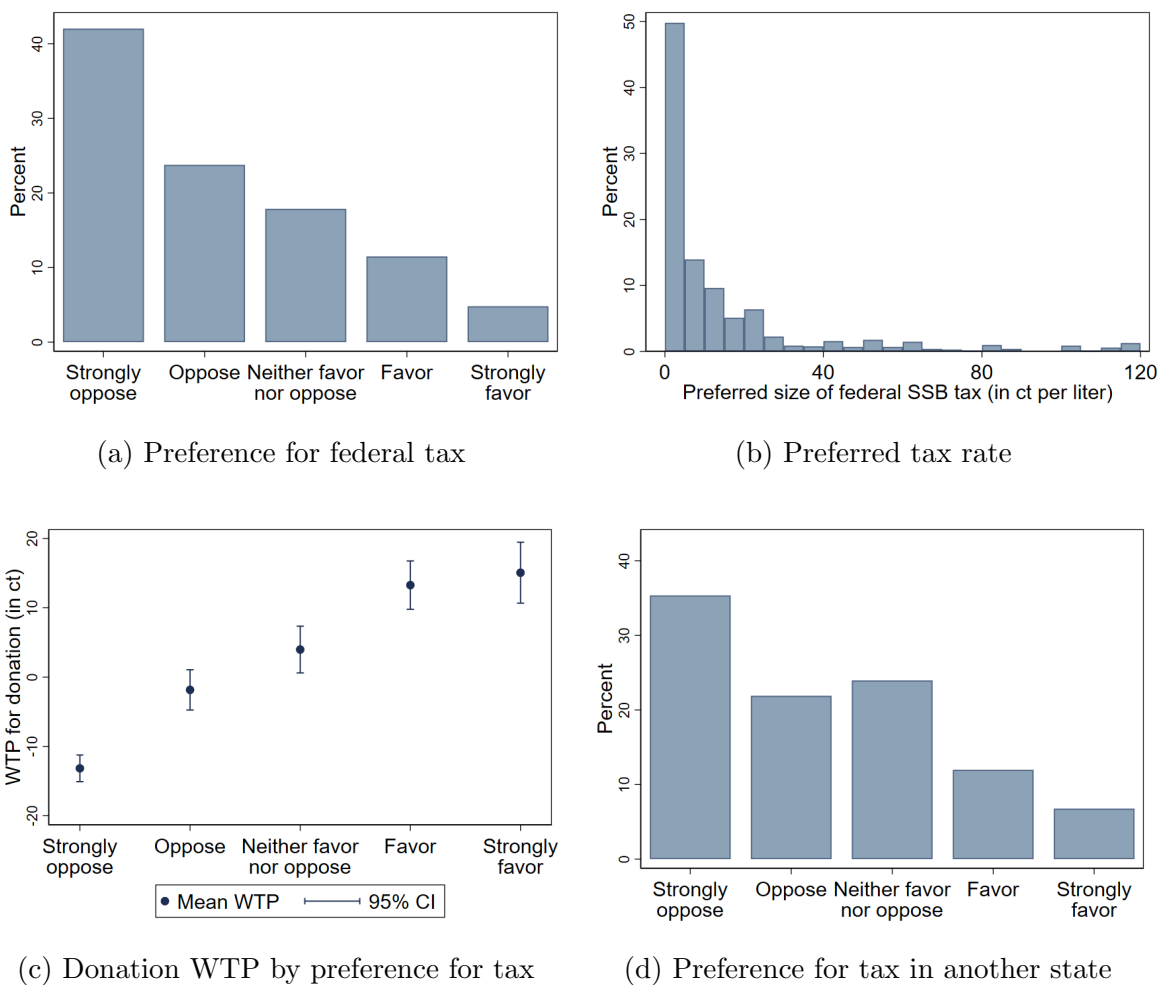 Percent
0
10
20
30
40
Strongly oppose
Oppose
Neither favor nor oppose
Favor
Strongly favor
(a) Preference for federal tax
Percent
0
10
20
30
40
50
0
40
80
120
Preferred size of federal SSB tax (in ct per liter)
(b) Preferred tax rate
WTP for donation (in ct)
-20
-10
0
10
20
Strongly oppose
Oppose
Neither favor nor oppose
Favor
Strongly favor
Mean WTP
95% CI
(c) Donation WTP by preference for tax
Percent
0
10
20
30
40
Strongly oppose
Oppose
Neither favor nor oppose
Favor
Strongly favor
(d) Preference for tax in another state